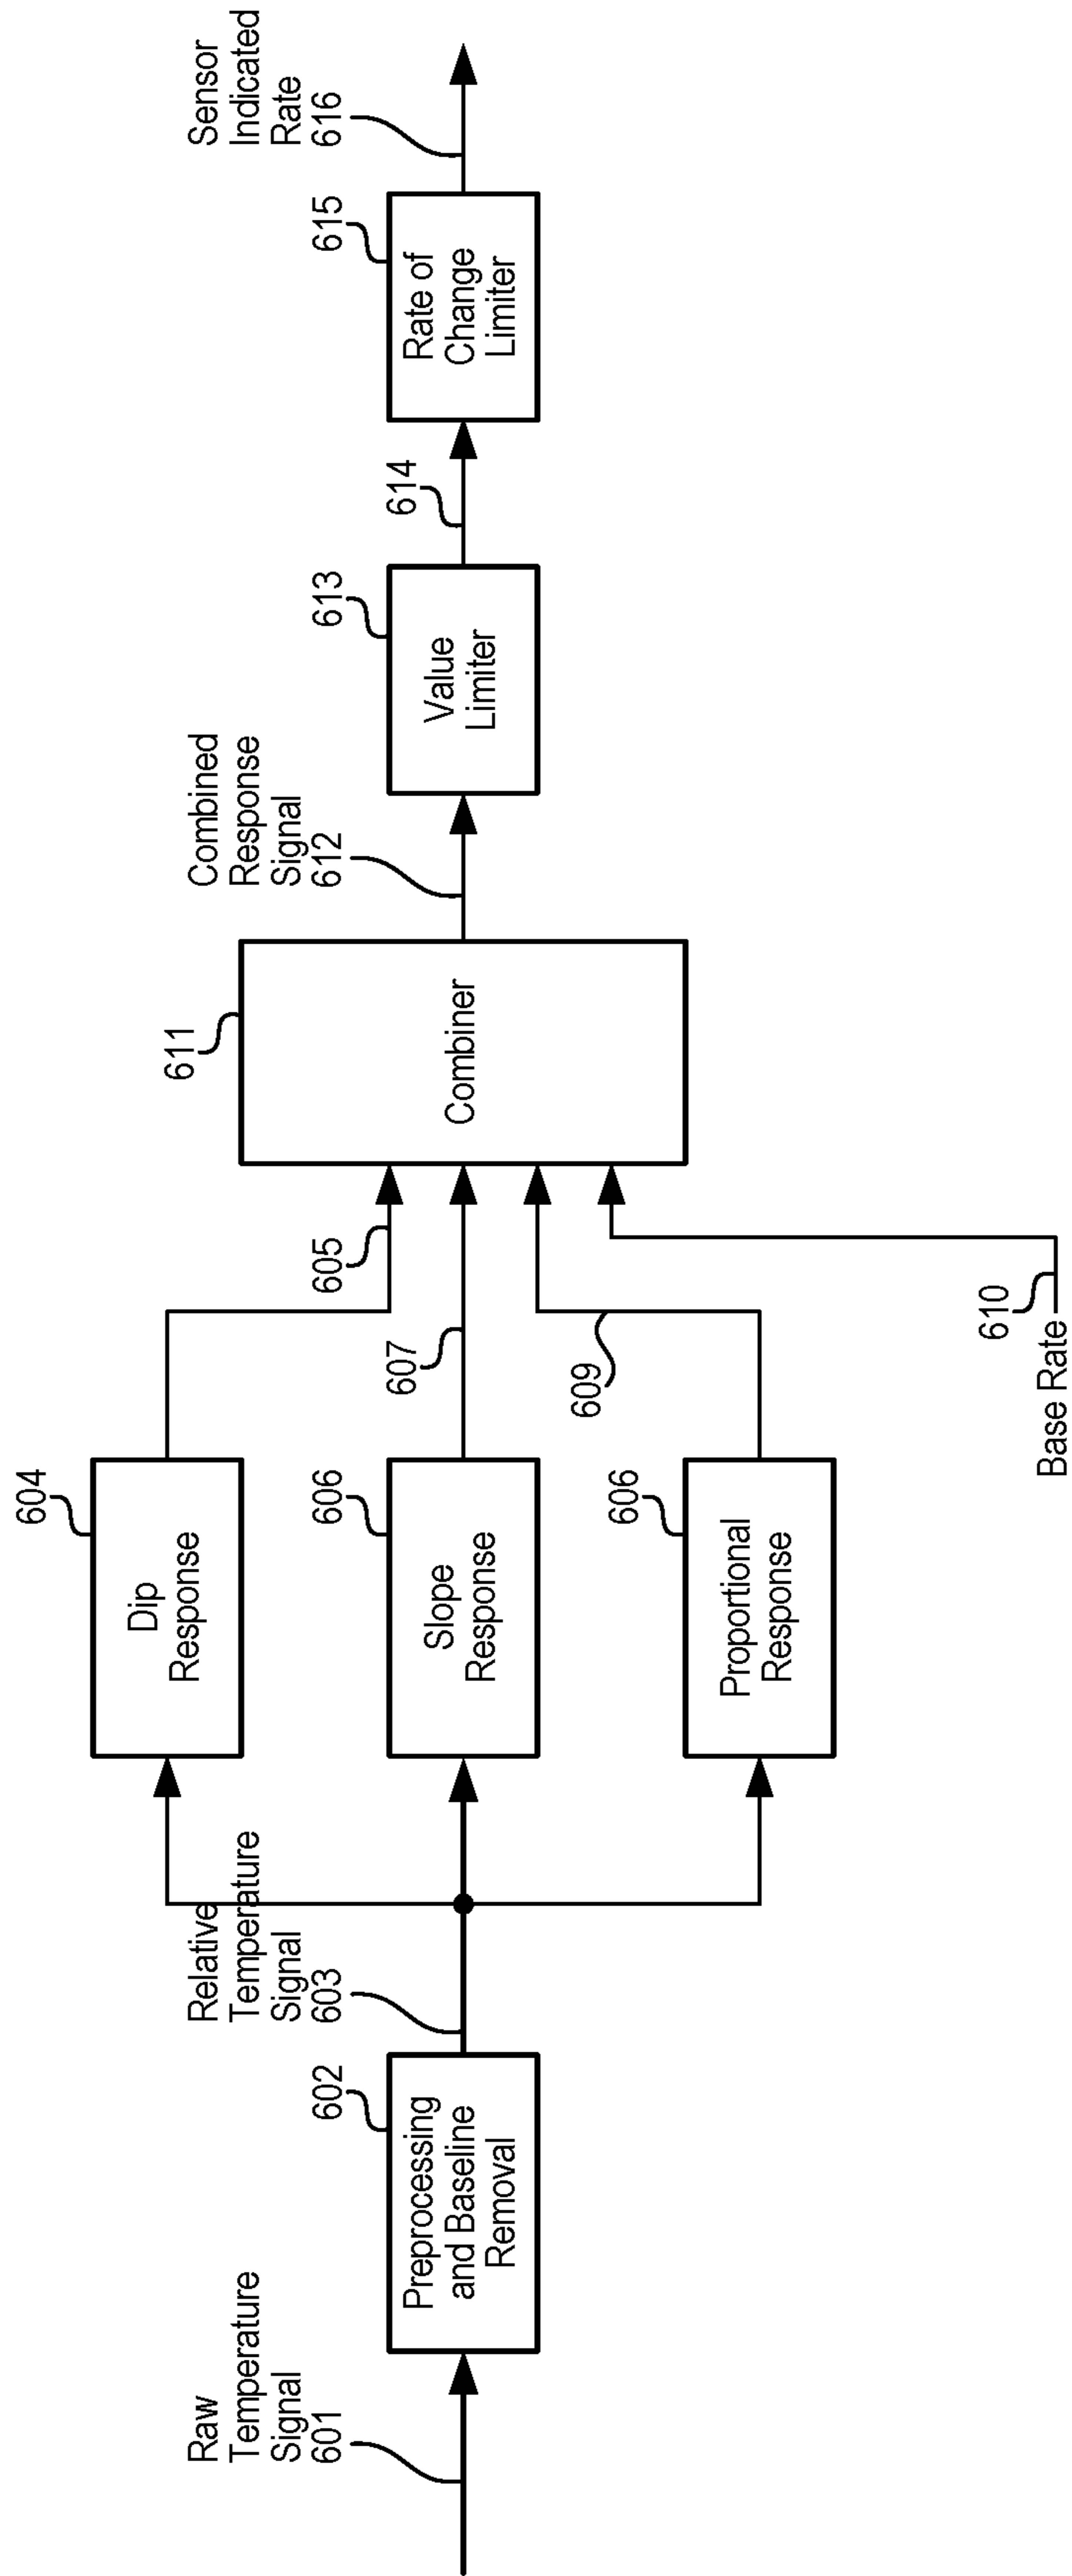 Raw
Temperature
Signal
601
602
Preprocessing
and Baseline
Removal
Relative
Temperature
Signal
603
604
Dip
Response
606
Slope
Response
606
Proportional
Response
605
607
609
610
Base Rate
611
Combiner
Combined
Response
Signal
612
613
Value
Limiter
614
615
Rate of
Change
Limiter
Sensor
Indicated
Rate
616